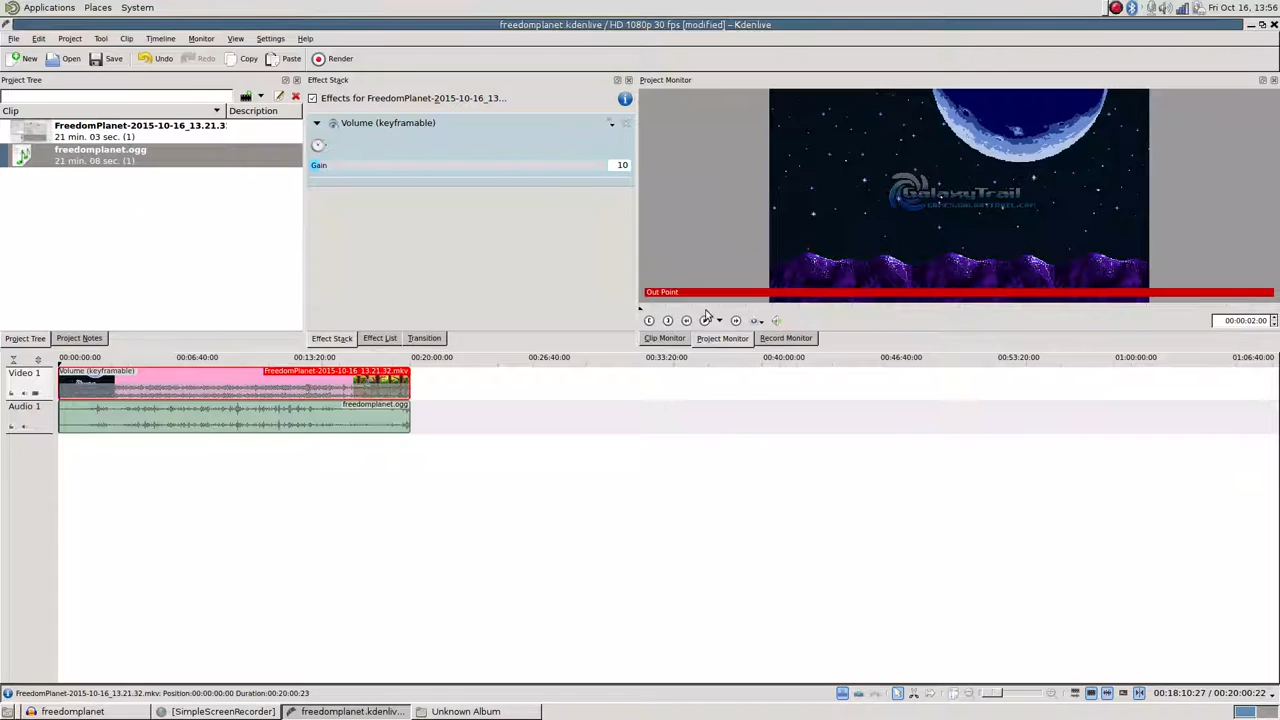 Applications Places System
Fri Oct 16, 13:56
freedomplanet.kdenlive / HD 1080p 30 fps [modified] – Kdenlive
File Edit Project Tool Clip Timeline Monitor View Settings Help
New Open Save Undo Redo Copy Paste Render
Project Tree
Effect Stack
Project Monitor
Effects for FreedomPlanet-2015-10-16_13...
Clip Description
FreedomPlanet-2015-10-16_13.21.3
21 min. 03 sec. (1)
freedomplanet.ogg
21 min. 08 sec. (1)
Volume (keyframable)
Gain 10
GalaxyTrail
Out Point
00:00:02:00
Project Tree Project Notes
Effect Stack Effect List Transition
Clip Monitor Project Monitor Record Monitor
00:00:00:00 00:06:40:00 00:13:20:00 00:20:00:00 00:26:40:00 00:33:20:00 00:40:00:00 00:46:40:00 00:53:20:00 01:00:00:00 01:06:40:00
Video 1
Volume (keyframable) FreedomPlanet-2015-10-16_13.21.32.mkv
Audio 1
freedomplanet.ogg
FreedomPlanet-2015-10-16_13.21.32.mkv: Position:00:00:00:00 Duration:00:20:00:23
00:18:10:27 / 00:20:00:22
freedomplanet [SimpleScreenRecorder] freedomplanet.kdenliv... Unknown Album